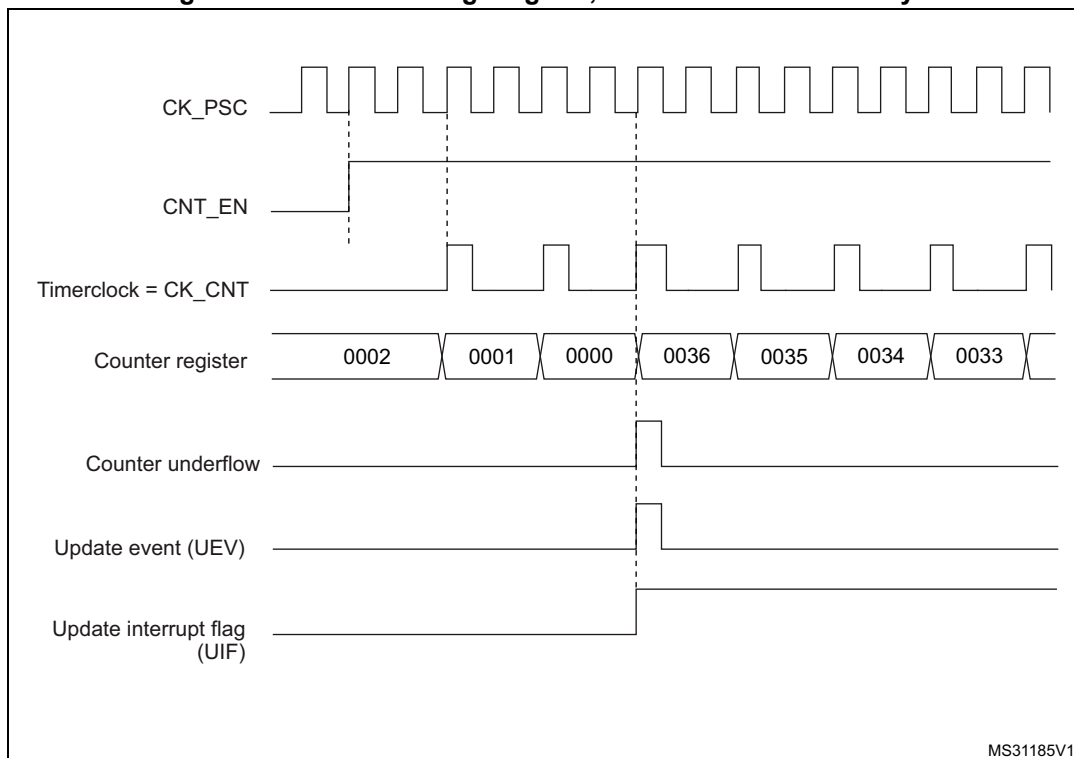 CK_PSC
CNT_EN
Timerclock = CK_CNT
Counter register 0002 0001 0000 0036 0035 0034 0033
Counter underflow
Update event (UEV)
Update interrupt flag
(UIF)
MS31185V1